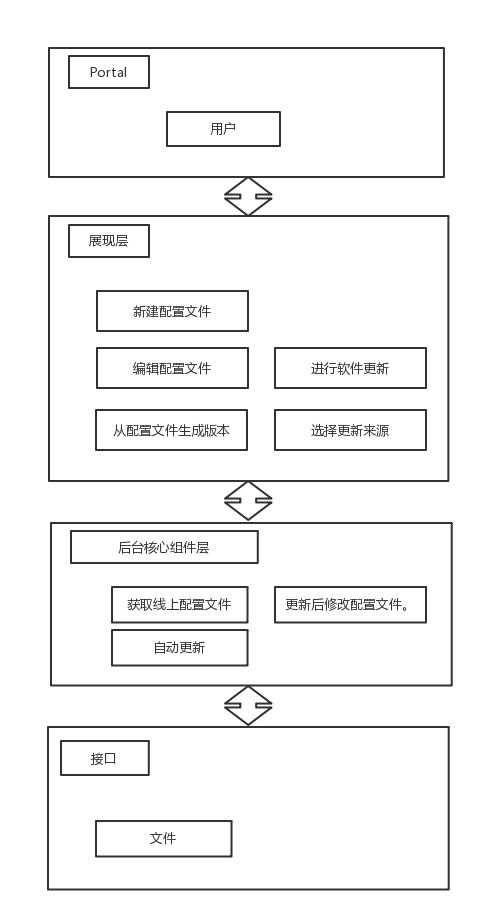 Portal
用户
展现层
新建配置文件
编辑配置文件
进行软件更新
从配置文件生成版本
选择更新来源
后台核心组件层
获取线上配置文件
更新后修改配置文件。
自动更新
接口
文件